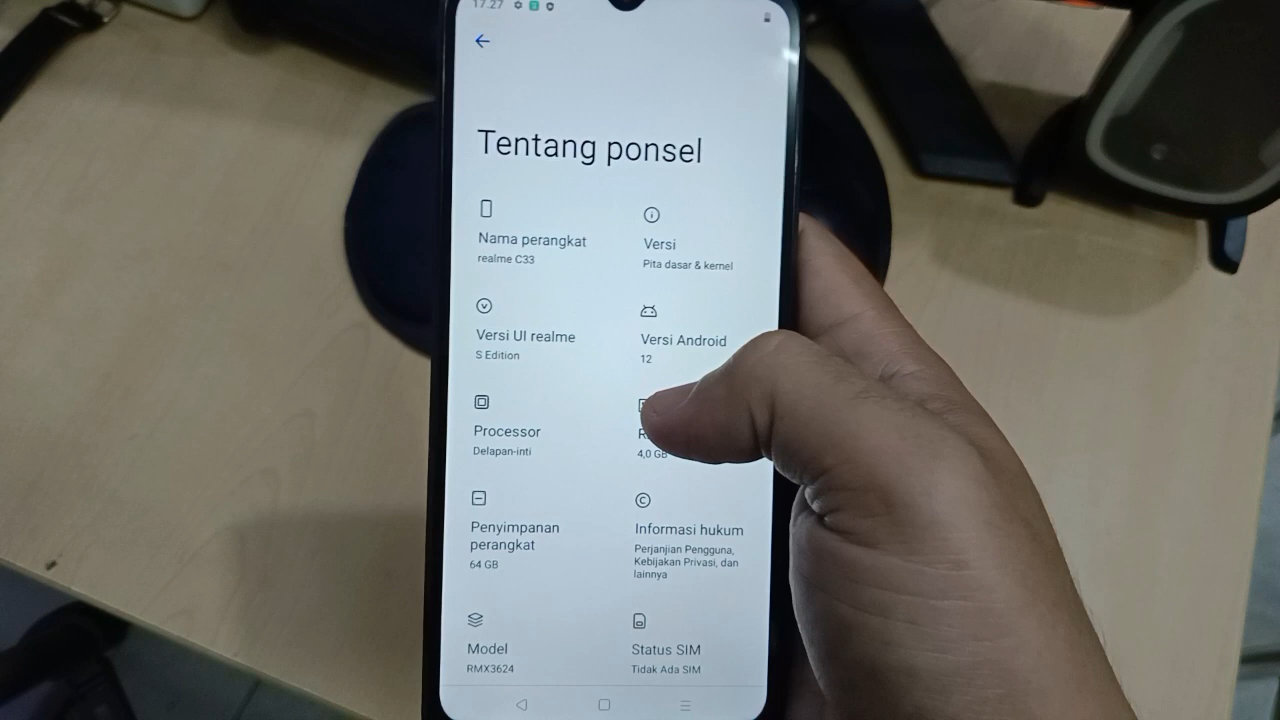 17.27
Tentang ponsel
Nama perangkat
realme C33
Versi
Pita dasar & kernel
Versi UI realme
S Edition
Versi Android
12
Processor
Delapan-inti
4,0 GB
Penyimpanan
perangkat
64 GB
Informasi hukum
Perjanjian Pengguna,
Kebijakan Privasi, dan
lainnya
Model
RMX3624
Status SIM
Tidak Ada SIM